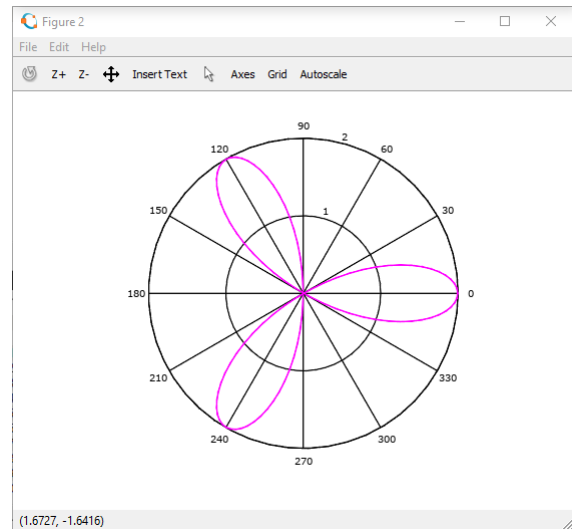 Figure 2
File Edit Help
Z+ Z- Insert Text Axes Grid Autoscale
90
120 2 60
150 1 30
180 0
210 330
240 300
270
(1.6727, -1.6416)